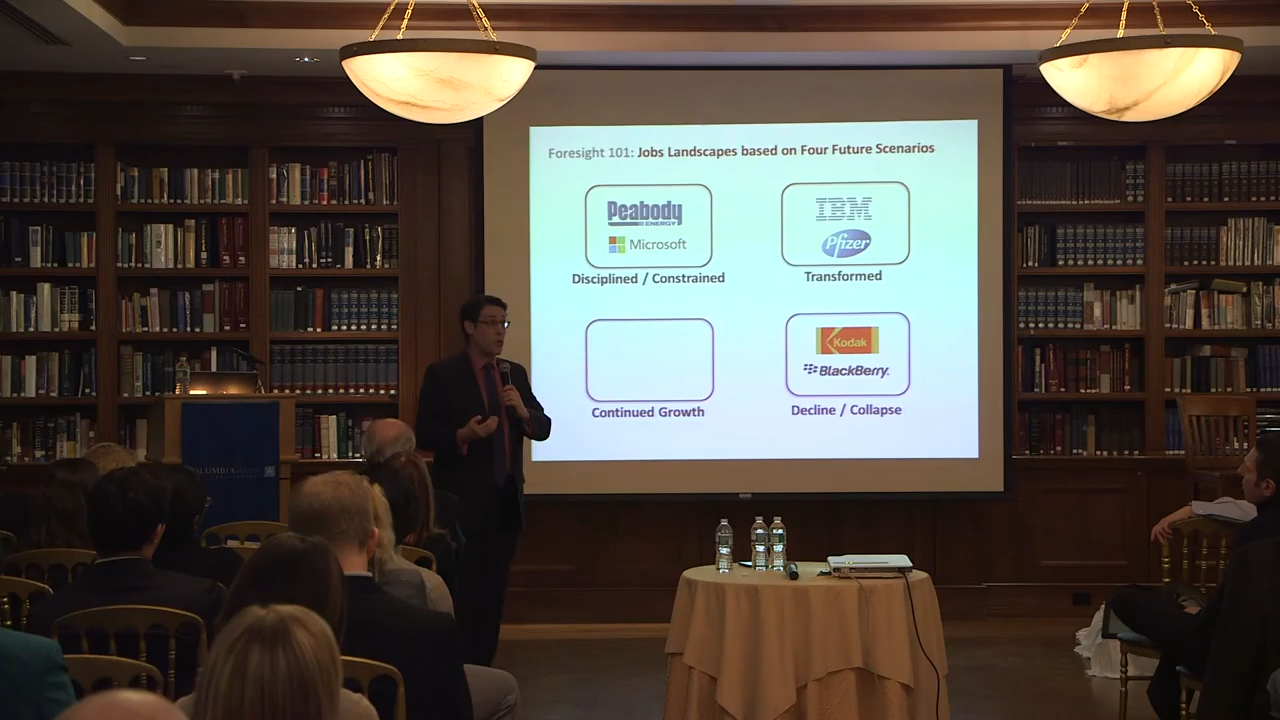 Foresight 101: Jobs Landscapes based on Four Future Scenarios
Peabody
ENERGY
Microsoft
Disciplined / Constrained
IBM
Pfizer
Transformed
Continued Growth
Kodak
BlackBerry
Decline / Collapse